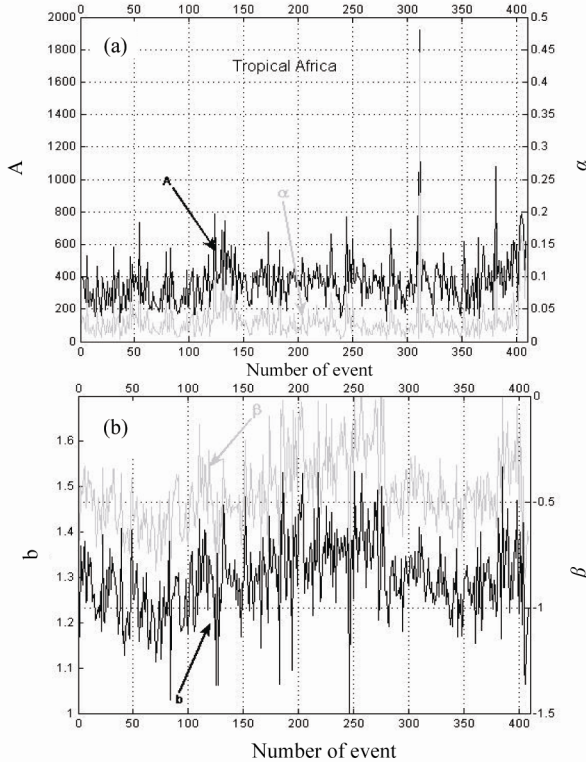 0 50 100 150 200 250 300 350 400
2000 (a) 0.5
1800 0.45
Tropical Africa
1600 0.4
1400 0.35
1200 0.3
A 1000 0.25 α
A α
800 0.2
600 0.15
400 0.1
200 0.05
0 0
0 50 100 150 200 250 300 350 400
Number of event
0 50 100 150 200 250 300 350 400
0
1.6 (b) β
1.5 -0.5
1.4
b 1.3 β
1.2 -1
1.1 b
1 -1.5
0 50 100 150 200 250 300 350 400
Number of event